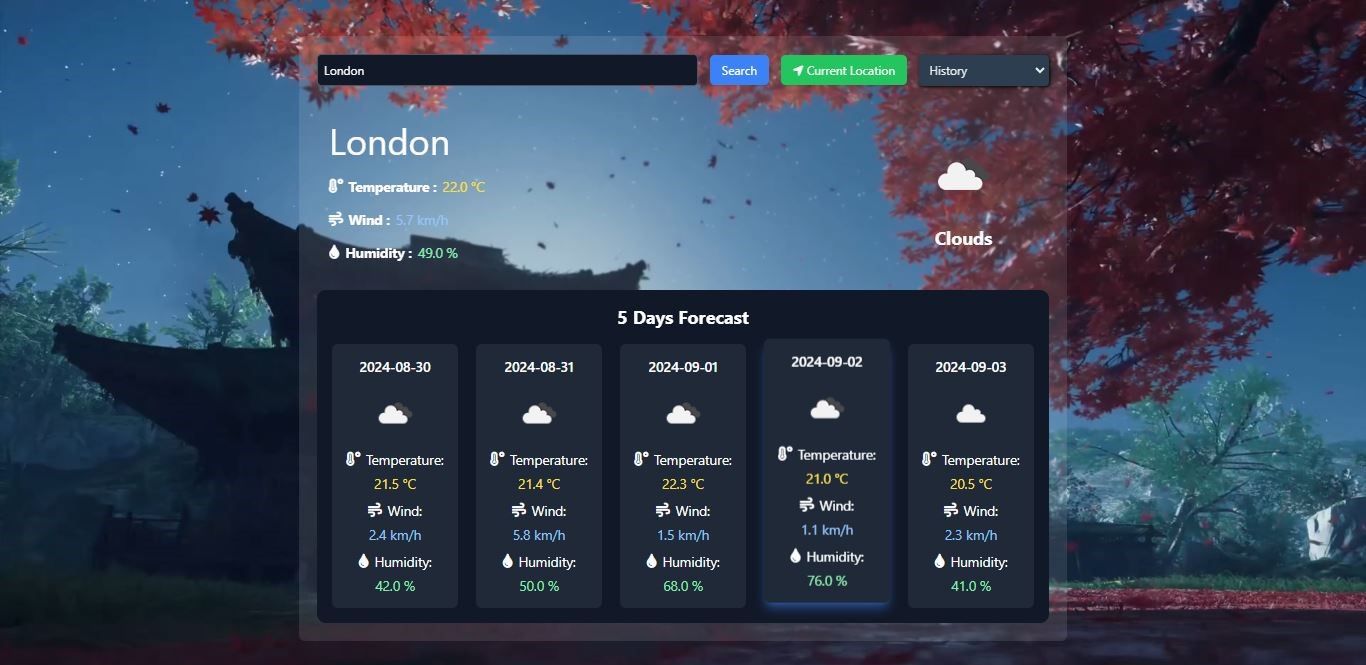 London Search Current Location History
London
Temperature : 22.0 °C
Wind : 5.7 km/h
Humidity : 49.0 %
Clouds
5 Days Forecast
2024-08-30
Temperature:
21.5 °C
Wind:
2.4 km/h
Humidity:
42.0 %
2024-08-31
Temperature:
21.4 °C
Wind:
5.8 km/h
Humidity:
50.0 %
2024-09-01
Temperature:
22.3 °C
Wind:
1.5 km/h
Humidity:
68.0 %
2024-09-02
Temperature:
21.0 °C
Wind:
1.1 km/h
Humidity:
76.0 %
2024-09-03
Temperature:
20.5 °C
Wind:
2.3 km/h
Humidity:
41.0 %